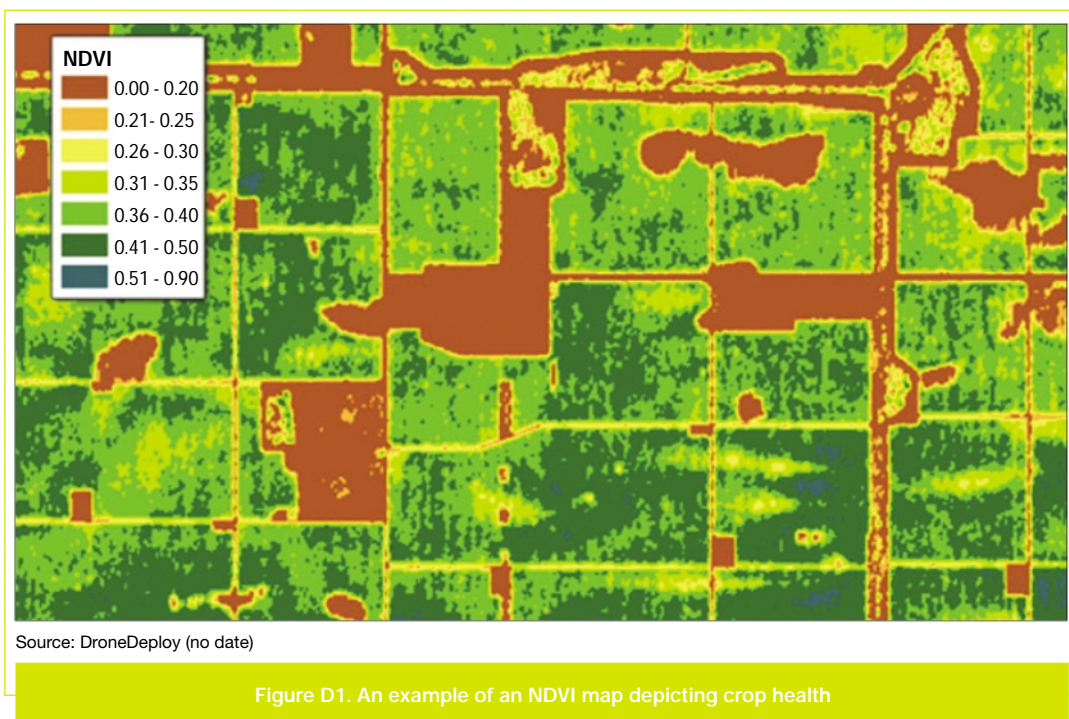 NDVI
0.00 - 0.20
0.21- 0.25
0.26 - 0.30
0.31 - 0.35
0.36 - 0.40
0.41 - 0.50
0.51 - 0.90
Source: DroneDeploy (no date)
Figure D1. An example of an NDVI map depicting crop health